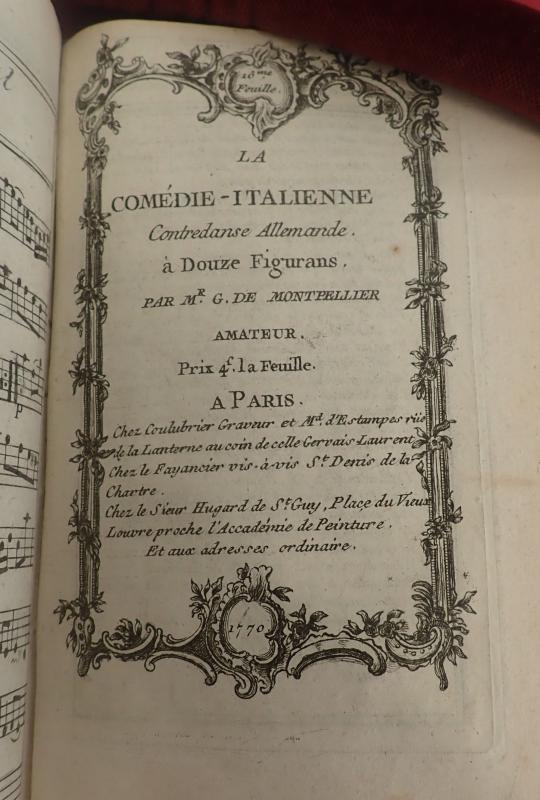 16me
Feuille.
LA
COMÉDIE-ITALIENNE
Contredanse Allemande.
à Douze Figurans.
PAR MR. G. DE MONTPELLIER
AMATEUR.
Prix 4s. la Feuille.
A PARIS.
Chez Coulubrier Graveur et Md. d'Estampes rüe
de la Lanterne au coin de celle Gervais-Laurent
Chez le Fayancier vis-à-vis St. Denis de la
Chartre.
Chez le Sieur Hugard de St. Guy, Place du Vieux
Louvre proche l'Accadémie de Peinture.
Et aux adresses ordinaire.
1770